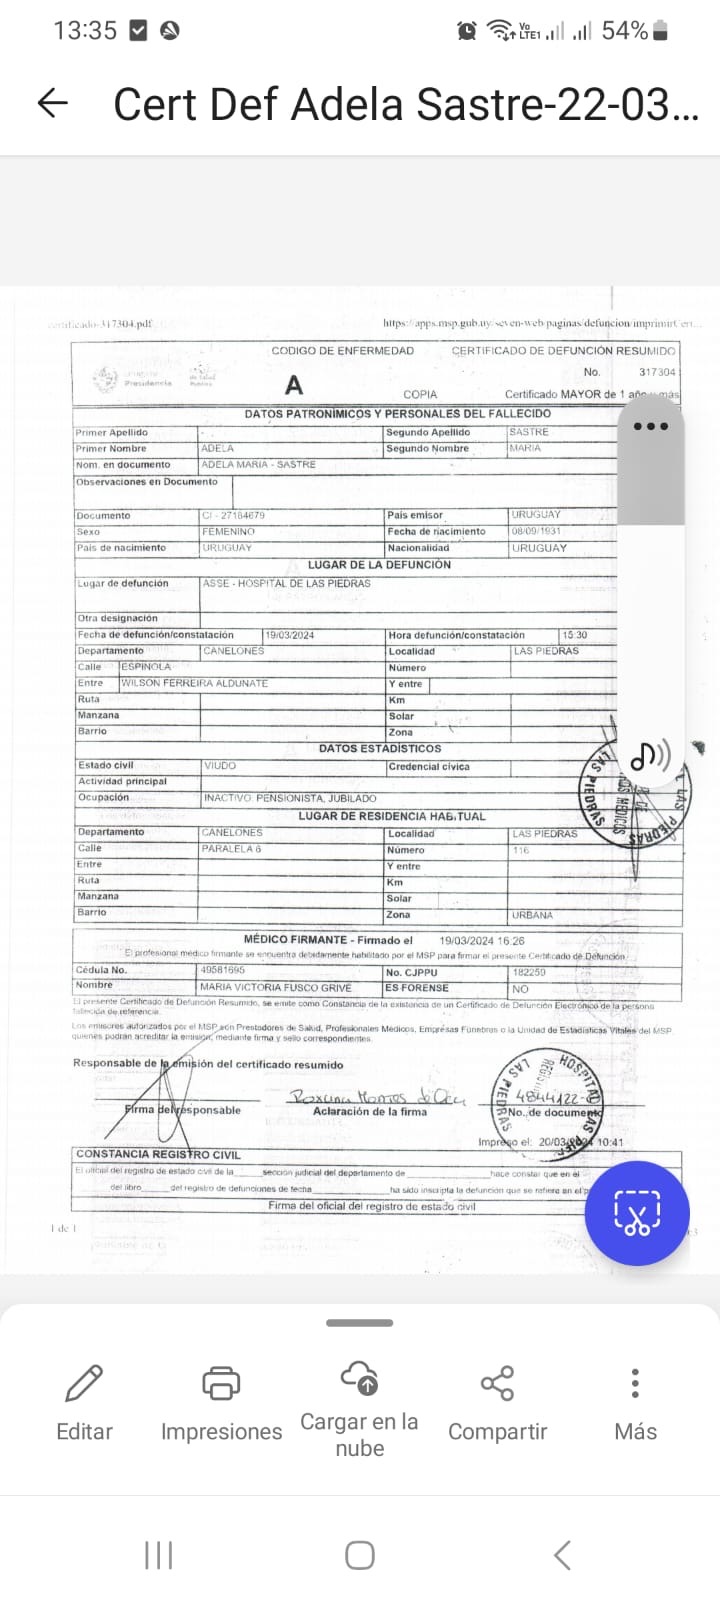 13:35 Vo LTE1 54%
Cert Def Adela Sastre-22-03...
certificado-317304.pdf https://apps.msp.gub.uy/seven-web/paginas/defuncion/imprimirCert...
CODIGO DE ENFERMEDAD CERTIFICADO DE DEFUNCIÓN RESUMIDO
No. 317304
Presidencia A COPIA Certificado MAYOR de 1 año más
DATOS PATRONÍMICOS Y PERSONALES DEL FALLECIDO
Primer Apellido - Segundo Apellido SASTRE
Primer Nombre ADELA Segundo Nombre MARIA
Nom. en documento ADELA MARIA - SASTRE
Observaciones en Documento
Documento CI - 27184679 País emisor URUGUAY
Sexo FEMENINO Fecha de nacimiento 08/09/1931
País de nacimiento URUGUAY Nacionalidad URUGUAY
LUGAR DE LA DEFUNCIÓN
Lugar de defunción ASSE - HOSPITAL DE LAS PIEDRAS
Otra designación
Fecha de defunción/constatación 19/03/2024 Hora defunción/constatación 15:30
Departamento CANELONES Localidad LAS PIEDRAS
Calle ESPINOLA Número
Entre WILSON FERREIRA ALDUNATE Y entre
Ruta Km
Manzana Solar
Barrio Zona
DATOS ESTADÍSTICOS
Estado civil VIUDO Credencial cívica
Actividad principal
Ocupación INACTIVO: PENSIONISTA, JUBILADO
LUGAR DE RESIDENCIA HABITUAL
Departamento CANELONES Localidad LAS PIEDRAS
Calle PARALELA 6 Número 116
Entre Y entre
Ruta Km
Manzana Solar
Barrio Zona URBANA
LAS PIEDRAS MEDICOS LAS PIEDRAS
MÉDICO FIRMANTE - Firmado el 19/03/2024 16:26
El profesional médico firmante se encuentra debidamente habilitado por el MSP para firmar el presente Certificado de Defunción
Cédula No. 49581695 No. CJPPU 182259
Nombre MARIA VICTORIA FUSCO GRIVE ES FORENSE NO
El presente Certificado de Defunción Resumido, se emite como Constancia de la existencia de un Certificado de Defunción Electrónico de la persona
fallecida de referencia.
Los emisores autorizados por el MSP son Prestadores de Salud, Profesionales Médicos, Empresas Fúnebres o la Unidad de Estadísticas Vitales del MSP,
quienes podrán acreditar la emisión, mediante firma y sello correspondientes.
Responsable de la emisión del certificado resumido
HOSPITAL LAS PIEDRAS
4844122-0
Firma del responsable Aclaración de la firma No. de documento
Impreso el: 20/03/2024 10:41
CONSTANCIA REGISTRO CIVIL
El oficial del registro de estado civil de la sección judicial del departamento de hace constar que en el
del libro del registro de defunciones de fecha ha sido inscripta la defunción que se refiere en el
Firma del oficial del registro de estado civil
1 de 1
Editar Impresiones Cargar en la nube Compartir Más